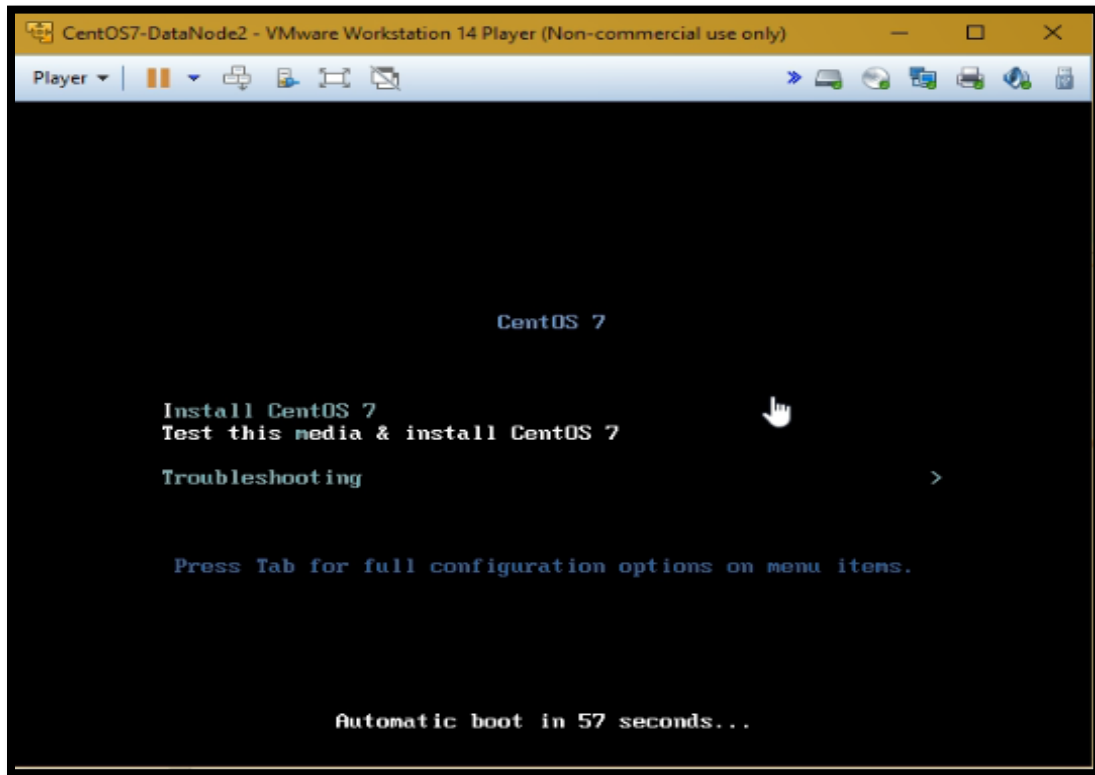 CentOS7-DataNode2 - VMware Workstation 14 Player (Non-commercial use only)
Player
CentOS 7
Install CentOS 7
Test this media & install CentOS 7
Troubleshooting >
Press Tab for full configuration options on menu items.
Automatic boot in 57 seconds...